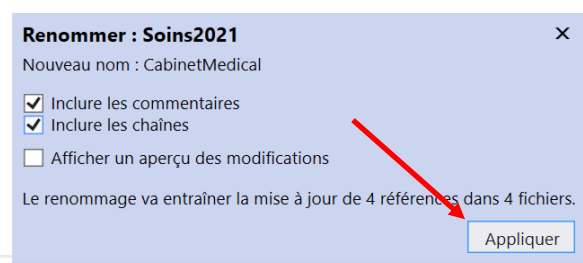 Renommer : Soins2021
Nouveau nom : CabinetMedical
Inclure les commentaires
Inclure les chaînes
Afficher un aperçu des modifications
Le renommage va entraîner la mise à jour de 4 références dans 4 fichiers.
Appliquer